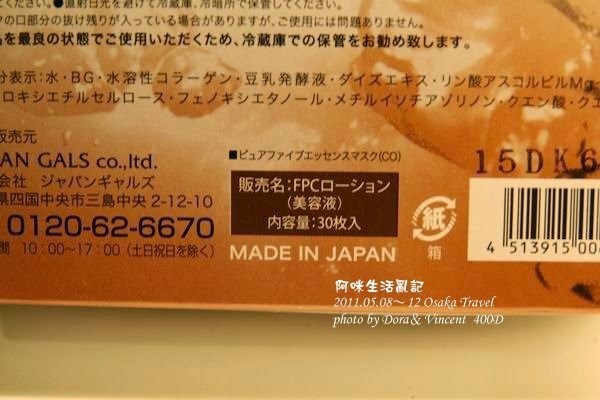 てください。●直射日光を避けて冷蔵庫、冷暗所で保管してください。
クの口部分の抜け残りが入っている場合がありますが、ご使用には問題ありません。
品を最良の状態でご使用いただくため、冷蔵庫での保管をお勧め致します。
分表示:水・BG・水溶性コラーゲン・豆乳発酵液・ダイズエキス・リン酸アスコルビルMg・
ロキシエチルセルロース・フェノキシエタノール・メチルイソチアゾリノン・クエン酸・クエ
販売元
PAN GALS co.,ltd.
会社 ジャパンギャルズ
県四国中央市三島中央 2-12-10
0120-62-6670
時間 10:00～17:00(土日祝日を除く)
■ピュアファイブエッセンスマスク(CO)
販売名:FPCローション
(美容液)
内容量:30枚入
MADE IN JAPAN
15DK6
紙
箱
4 513915 00
阿咪生活亂記
2011.05.08～ 12 Osaka Travel
photo by Dora& Vincent 400D